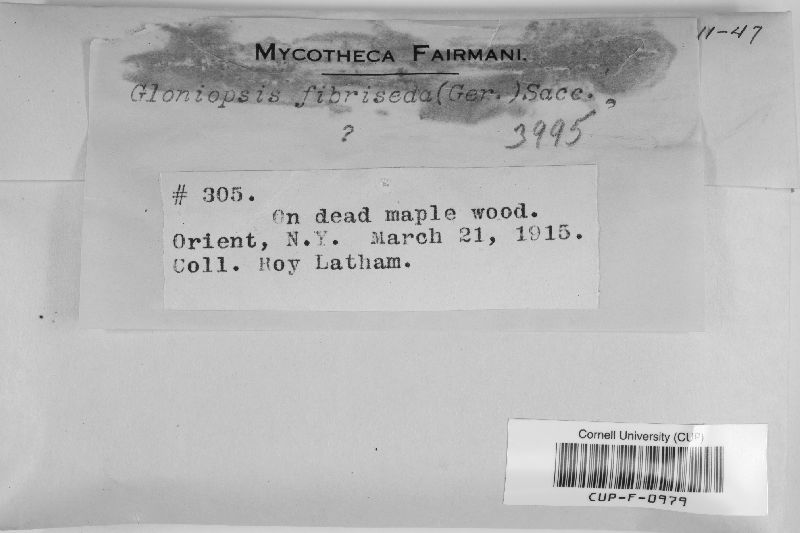 11-47
MYCOTHECA FAIRMANI.
Gloniopsis fibriseda(Ger.)Sacc.,
? 3995
# 305.
On dead maple wood.
Orient, N.Y. March 21, 1915.
Coll. Roy Latham.
Cornell University (CUP)
CUP-F-0979